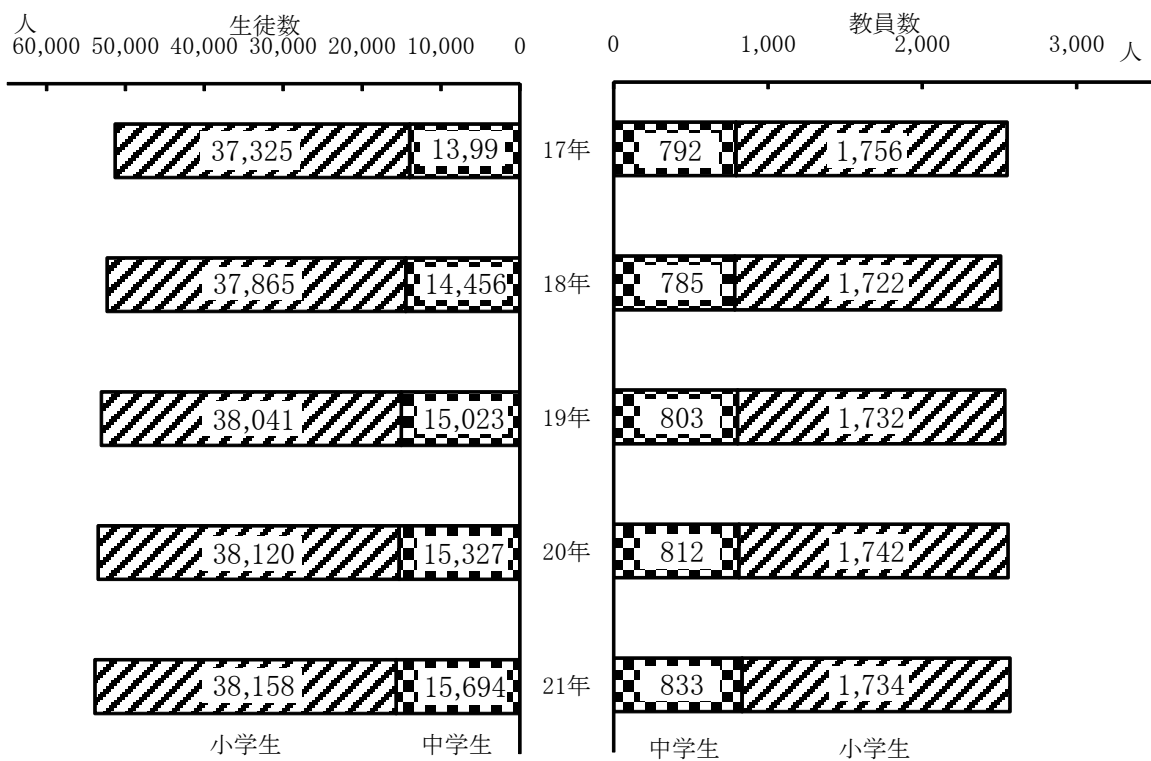 人 生徒数 教員数
60,000 50,000 40,000 30,000 20,000 10,000 0 0 1,000 2,000 3,000 人
37,325 13,99 17年 792 1,756
37,865 14,456 18年 785 1,722
38,041 15,023 19年 803 1,732
38,120 15,327 20年 812 1,742
38,158 15,694 21年 833 1,734
小学生 中学生 中学生 小学生